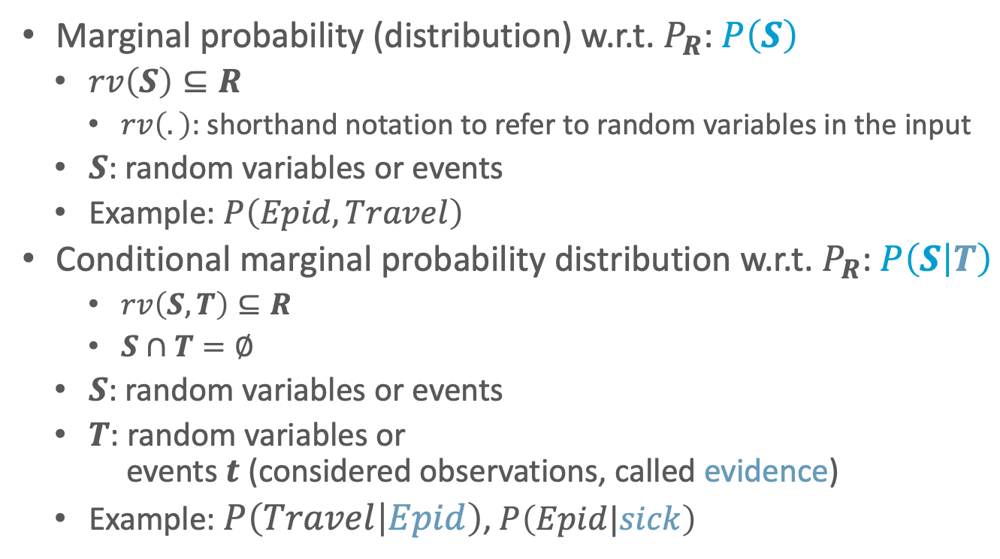 • Marginal probability (distribution) w.r.t. P_R: P(S)
• rv(S) ⊆ R
• rv(.): shorthand notation to refer to random variables in the input
• S: random variables or events
• Example: P(Epid, Travel)
• Conditional marginal probability distribution w.r.t. P_R: P(S|T)
• rv(S, T) ⊆ R
• S ∩ T = ∅
• S: random variables or events
• T: random variables or
events t (considered observations, called evidence)
• Example: P(Travel|Epid), P(Epid|sick)